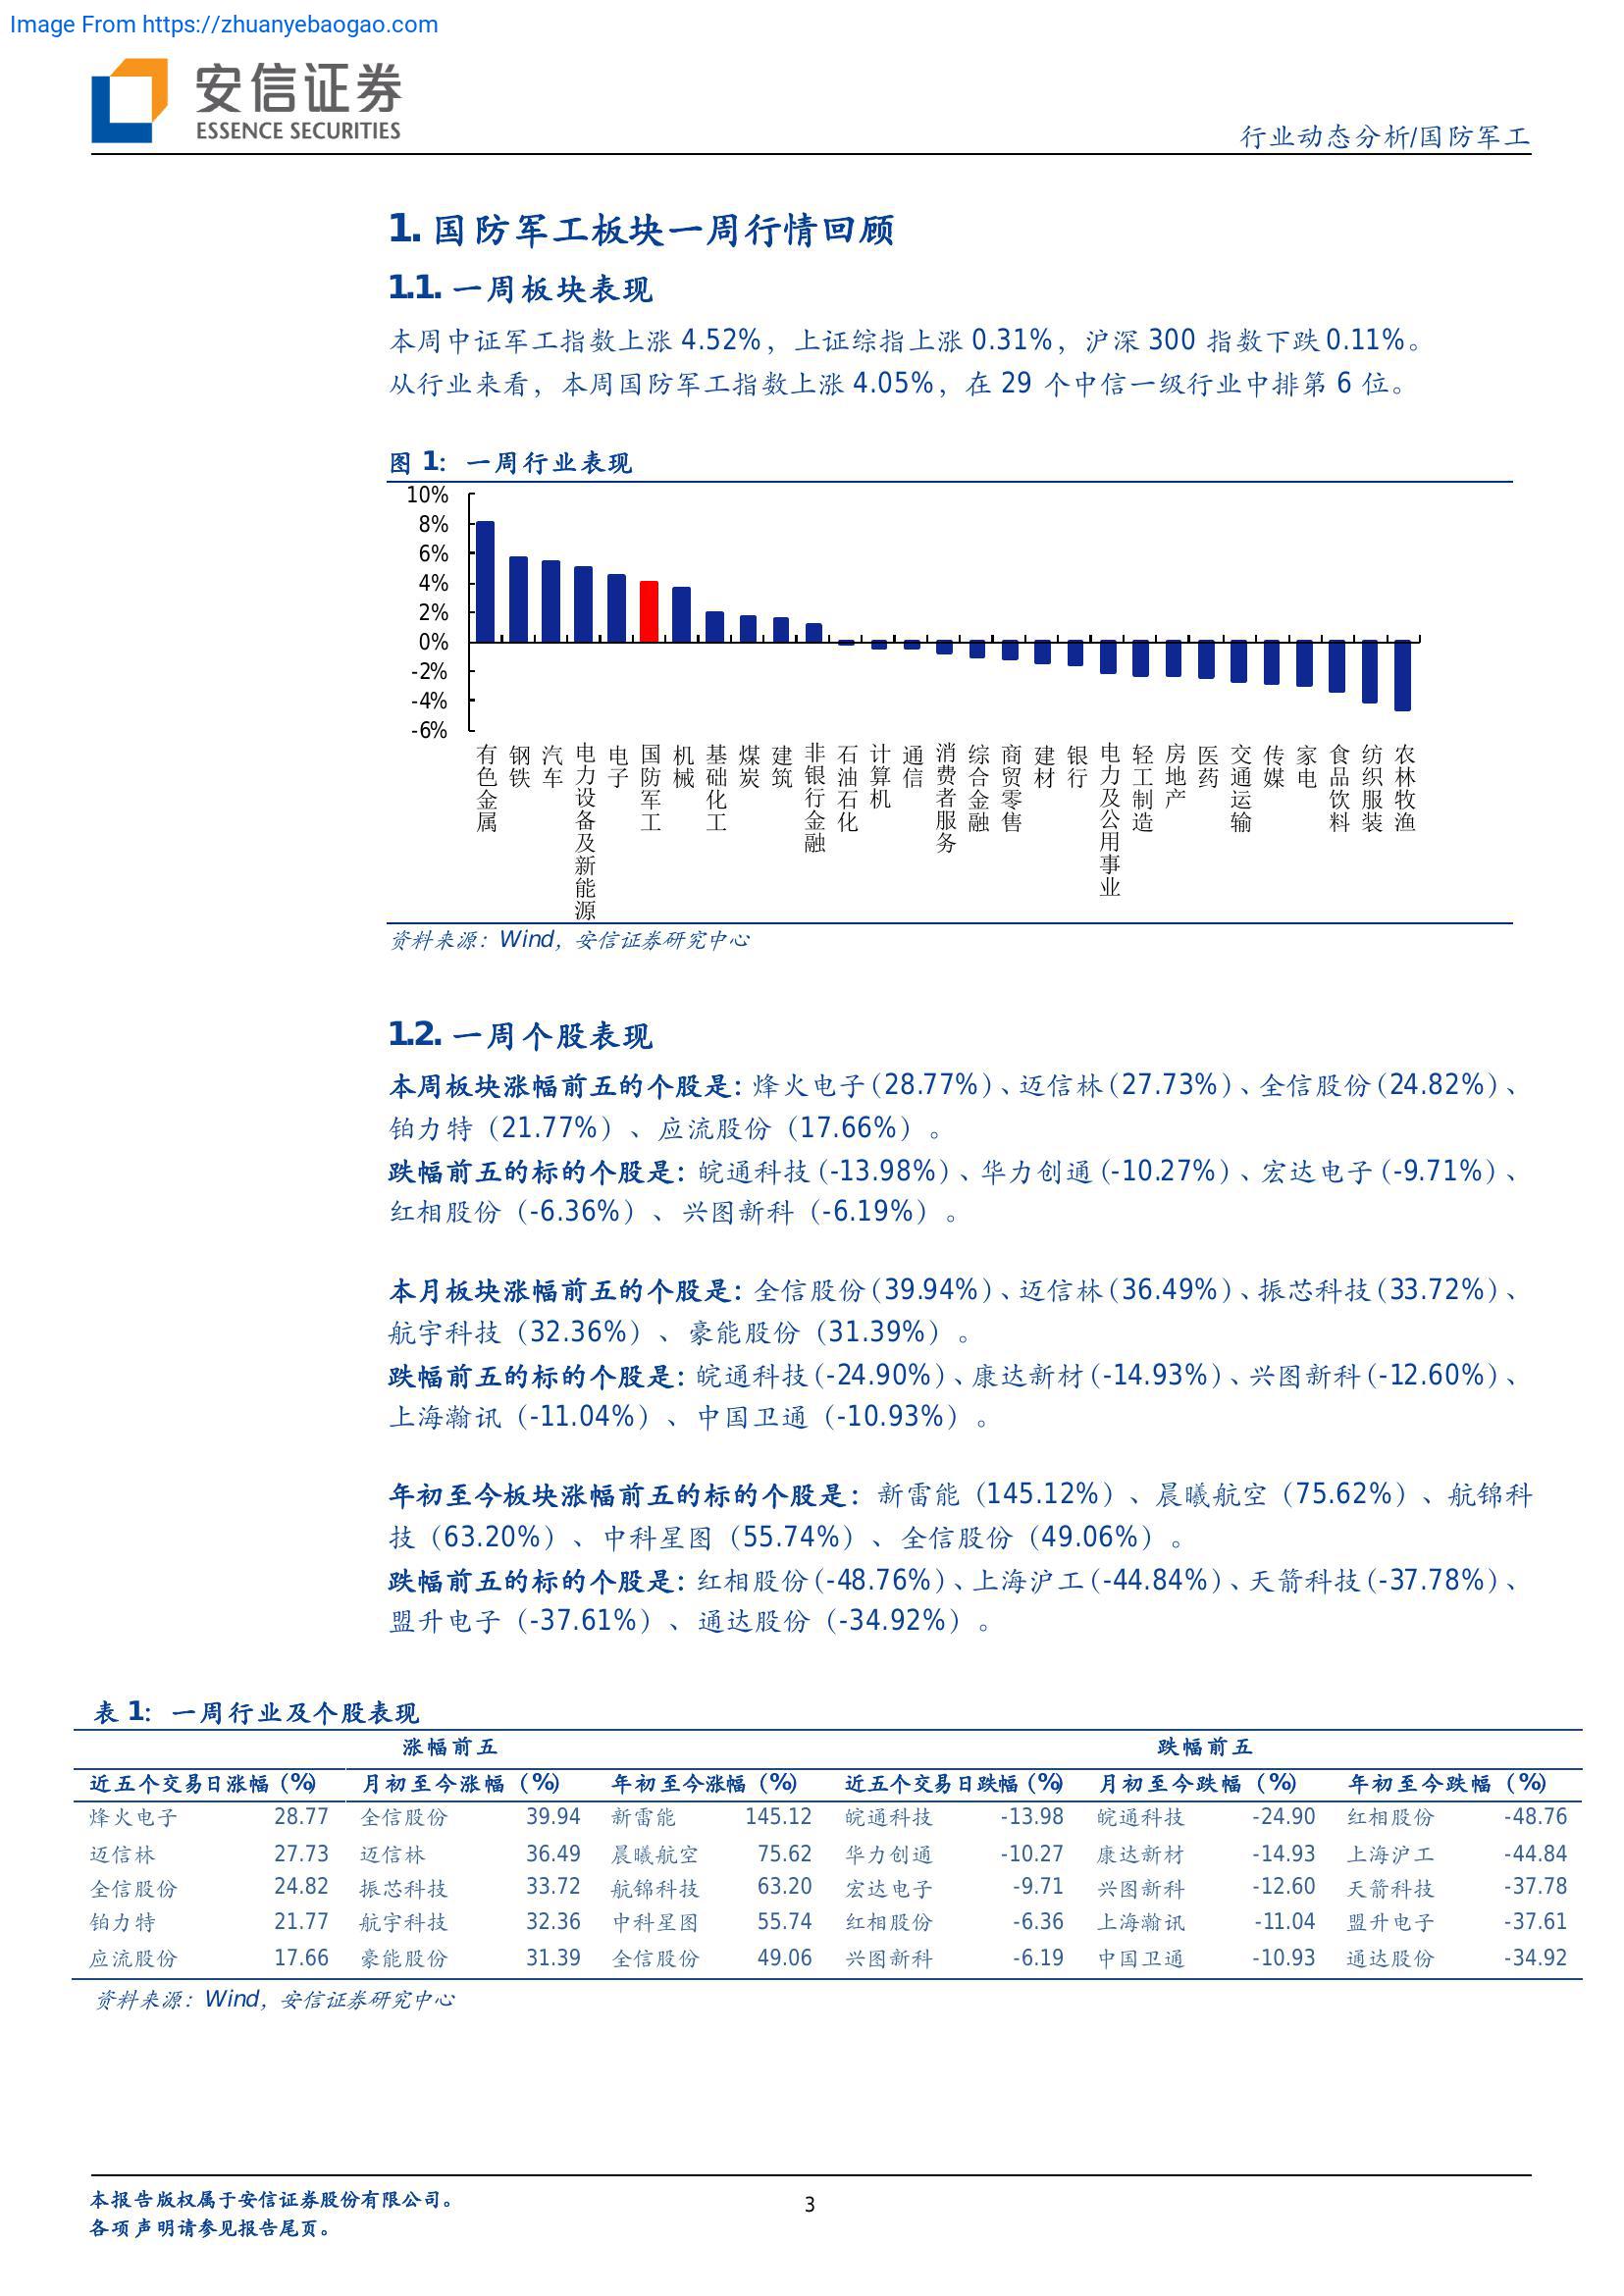 Image From https://zhuanyebaogao.com
安信证券
ESSENCE SECURITIES
行业动态分析/国防军工
1. 国防军工板块一周行情回顾
1.1. 一周板块表现
本周中证军工指数上涨 4.52%，上证综指上涨 0.31%，沪深 300 指数下跌 0.11%。
从行业来看，本周国防军工指数上涨 4.05%，在 29 个中信一级行业中排第 6 位。
图 1: 一周行业表现
10%
8%
6%
4%
2%
0%
-2%
-4%
-6%
有色金属
钢铁
汽车
电力设备及新能源
电子
国防军工
机械
基础化工
煤炭
建筑
非银行金融
石油石化
计算机
通信
消费者服务
综合金融
商贸零售
建材
银行
电力及公用事业
轻工制造
房地产
医药
交通运输
传媒
家电
食品饮料
纺织服装
农林牧渔
资料来源：Wind，安信证券研究中心
1.2. 一周个股表现
本周板块涨幅前五的个股是：烽火电子（28.77%）、迈信林（27.73%）、全信股份（24.82%）、
铂力特（21.77%）、应流股份（17.66%）。
跌幅前五的标的个股是：皖通科技（-13.98%）、华力创通（-10.27%）、宏达电子（-9.71%）、
红相股份（-6.36%）、兴图新科（-6.19%）。
本月板块涨幅前五的个股是：全信股份（39.94%）、迈信林（36.49%）、振芯科技（33.72%）、
航宇科技（32.36%）、豪能股份（31.39%）。
跌幅前五的标的个股是：皖通科技（-24.90%）、康达新材（-14.93%）、兴图新科（-12.60%）、
上海瀚讯（-11.04%）、中国卫通（-10.93%）。
年初至今板块涨幅前五的标的个股是：新雷能（145.12%）、晨曦航空（75.62%）、航锦科
技（63.20%）、中科星图（55.74%）、全信股份（49.06%）。
跌幅前五的标的个股是：红相股份（-48.76%）、上海沪工（-44.84%）、天箭科技（-37.78%）、
盟升电子（-37.61%）、通达股份（-34.92%）。
表 1: 一周行业及个股表现
涨幅前五 跌幅前五
近五个交易日涨幅（%） 月初至今涨幅（%） 年初至今涨幅（%） 近五个交易日跌幅（%） 月初至今跌幅（%） 年初至今跌幅（%）
烽火电子 28.77 全信股份 39.94 新雷能 145.12 皖通科技 -13.98 皖通科技 -24.90 红相股份 -48.76
迈信林 27.73 迈信林 36.49 晨曦航空 75.62 华力创通 -10.27 康达新材 -14.93 上海沪工 -44.84
全信股份 24.82 振芯科技 33.72 航锦科技 63.20 宏达电子 -9.71 兴图新科 -12.60 天箭科技 -37.78
铂力特 21.77 航宇科技 32.36 中科星图 55.74 红相股份 -6.36 上海瀚讯 -11.04 盟升电子 -37.61
应流股份 17.66 豪能股份 31.39 全信股份 49.06 兴图新科 -6.19 中国卫通 -10.93 通达股份 -34.92
资料来源：Wind，安信证券研究中心
本报告版权属于安信证券股份有限公司。
各项声明请参见报告尾页。
3